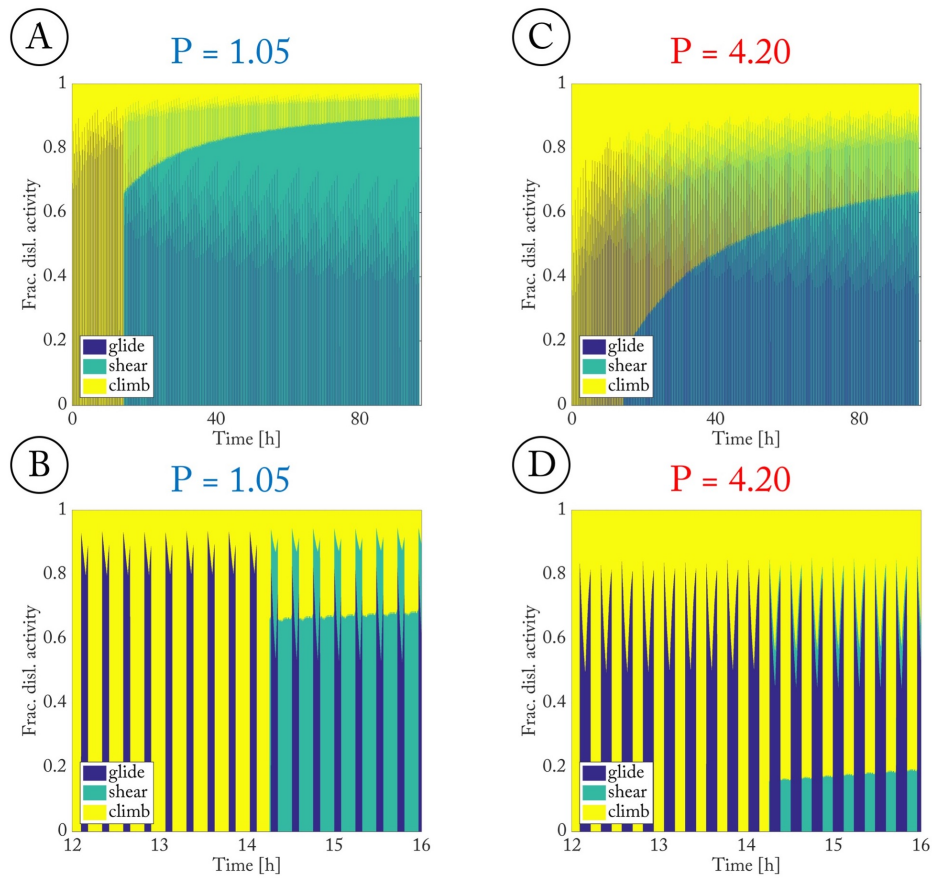 A
P = 1.05
C
P = 4.20
1
0.8
0.6
0.4
0.2
0
Frac. disl. activity
glide
shear
climb
0
40
80
Time [h]
1
0.8
0.6
0.4
0.2
0
Frac. disl. activity
glide
shear
climb
0
40
80
Time [h]
B
P = 1.05
D
P = 4.20
1
0.8
0.6
0.4
0.2
0
Frac. disl. activity
glide
shear
climb
12
13
14
15
16
Time [h]
1
0.8
0.6
0.4
0.2
0
Frac. disl. activity
glide
shear
climb
12
13
14
15
16
Time [h]